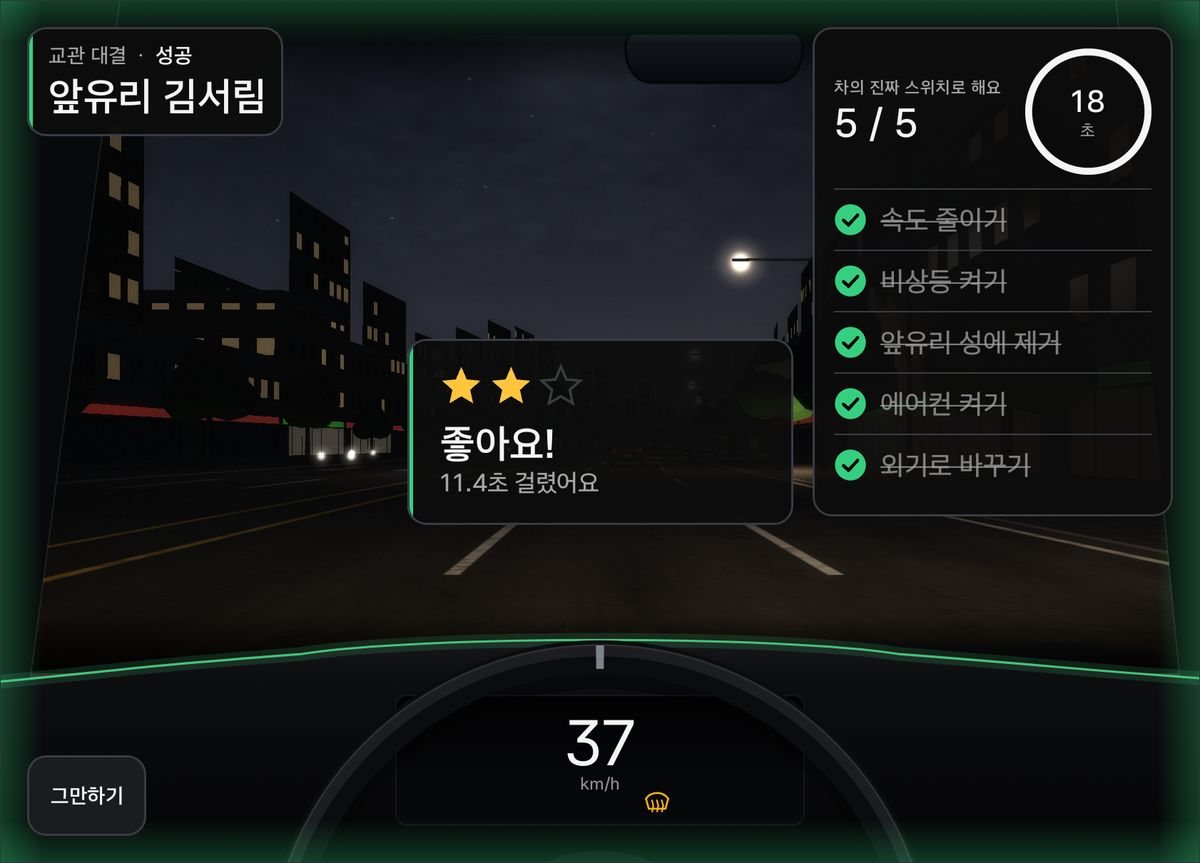 교관 대결 · 성공
앞유리 김서림
차의 진짜 스위치로 해요
5 / 5
18
초
속도 줄이기
비상등 켜기
앞유리 성에 제거
에어컨 켜기
외기로 바꾸기
좋아요!
11.4초 걸렸어요
37
km/h
그만하기